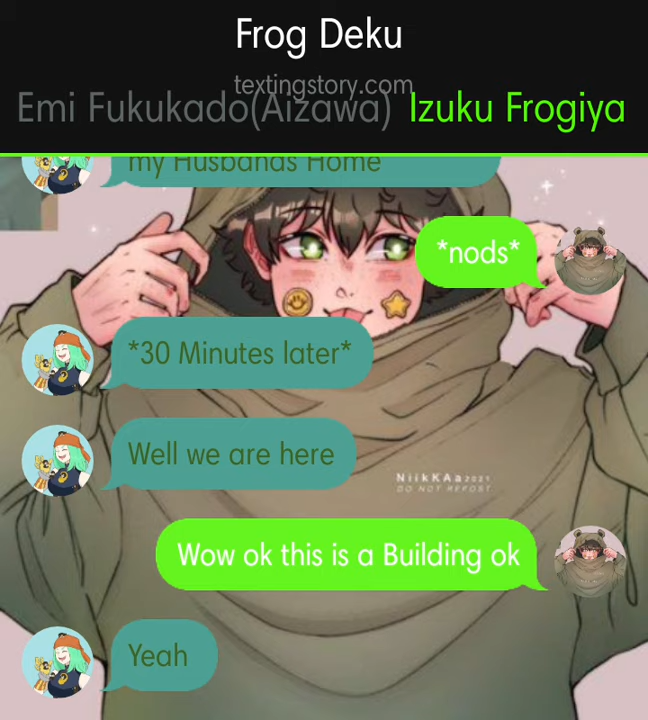 Frog Deku
textingstory.com
Emi Fukukado(Aizawa) Izuku Frogiya
my Husbands Home
*nods*
*30 Minutes later*
Well we are here
NiikKAa2021
DO NOT REPOST
Wow ok this is a Building ok
Yeah